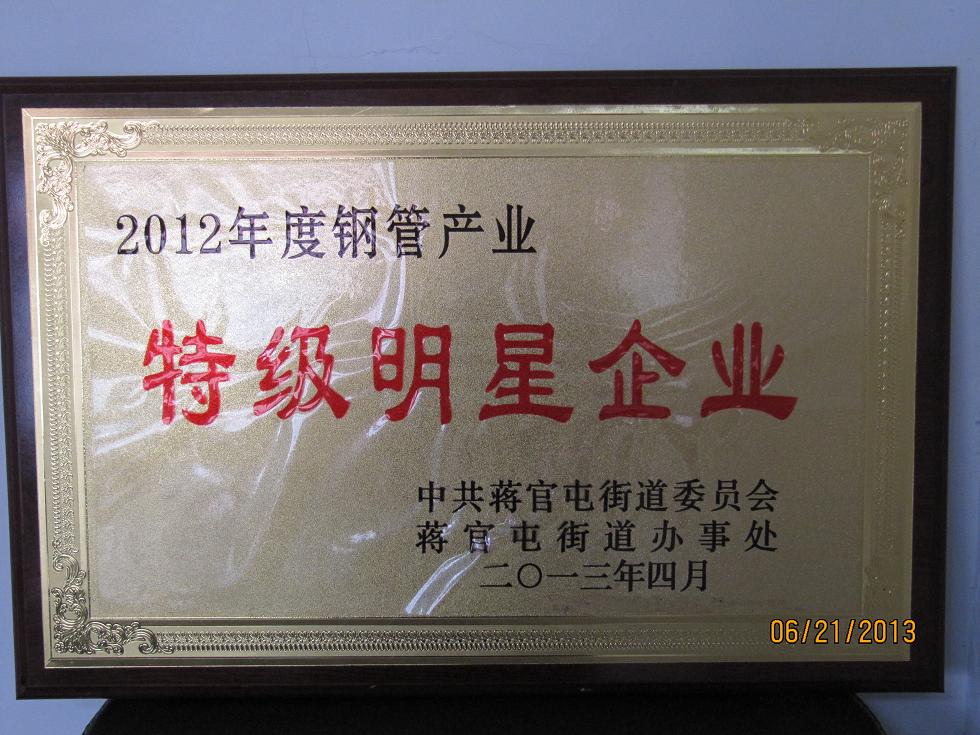 2012年度钢管产业
特级明星企业
中共蒋官屯街道委员会
蒋官屯街道办事处
二〇一三年四月
06/21/2013